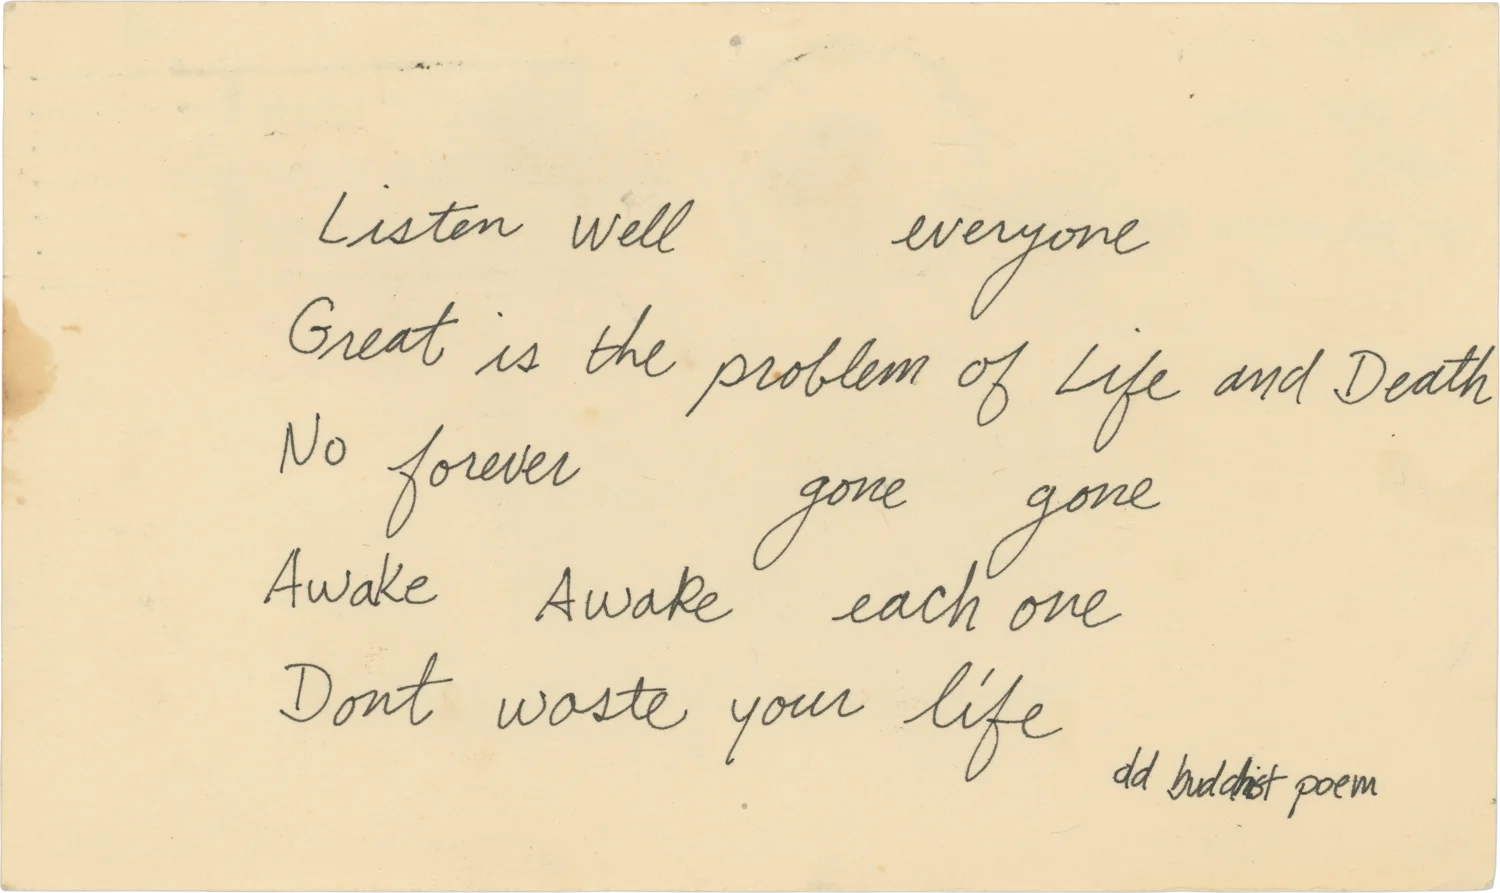 Listen well everyone
Great is the problem of Life and Death
No forever gone gone
Awake Awake each one
Dont waste your life
dd buddhist poem